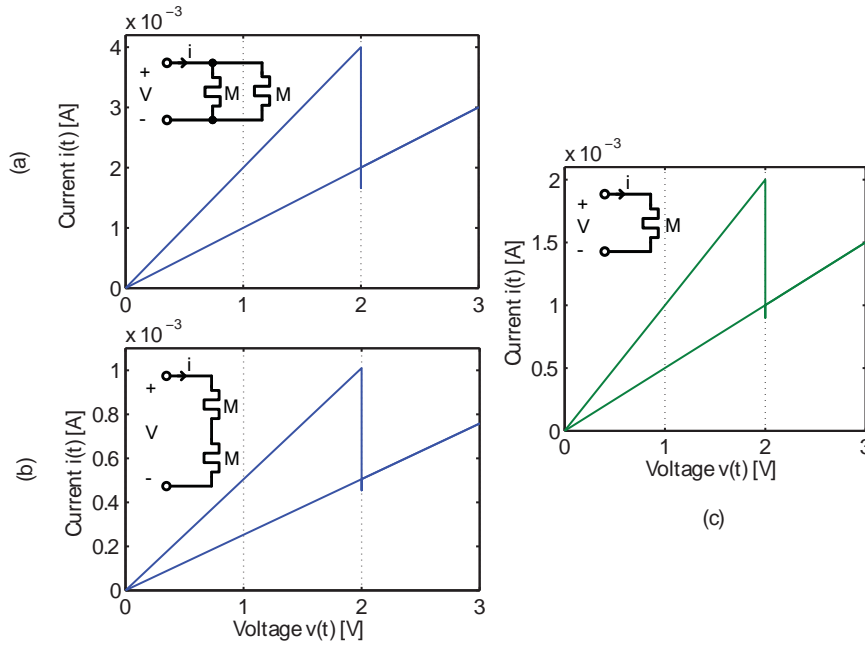 (a)
x 10⁻³
Current i(t) [A]
4
3
2
1
0
0 1 2 3
i
+
V
-
M M
(b)
x 10⁻³
Current i(t) [A]
1
0.8
0.6
0.4
0.2
0
0 1 2 3
Voltage v(t) [V]
i
+
V
-
M
M
x 10⁻³
Current i(t) [A]
2
1.5
1
0.5
0
0 1 2 3
Voltage v(t) [V]
i
+
V
-
M
(c)